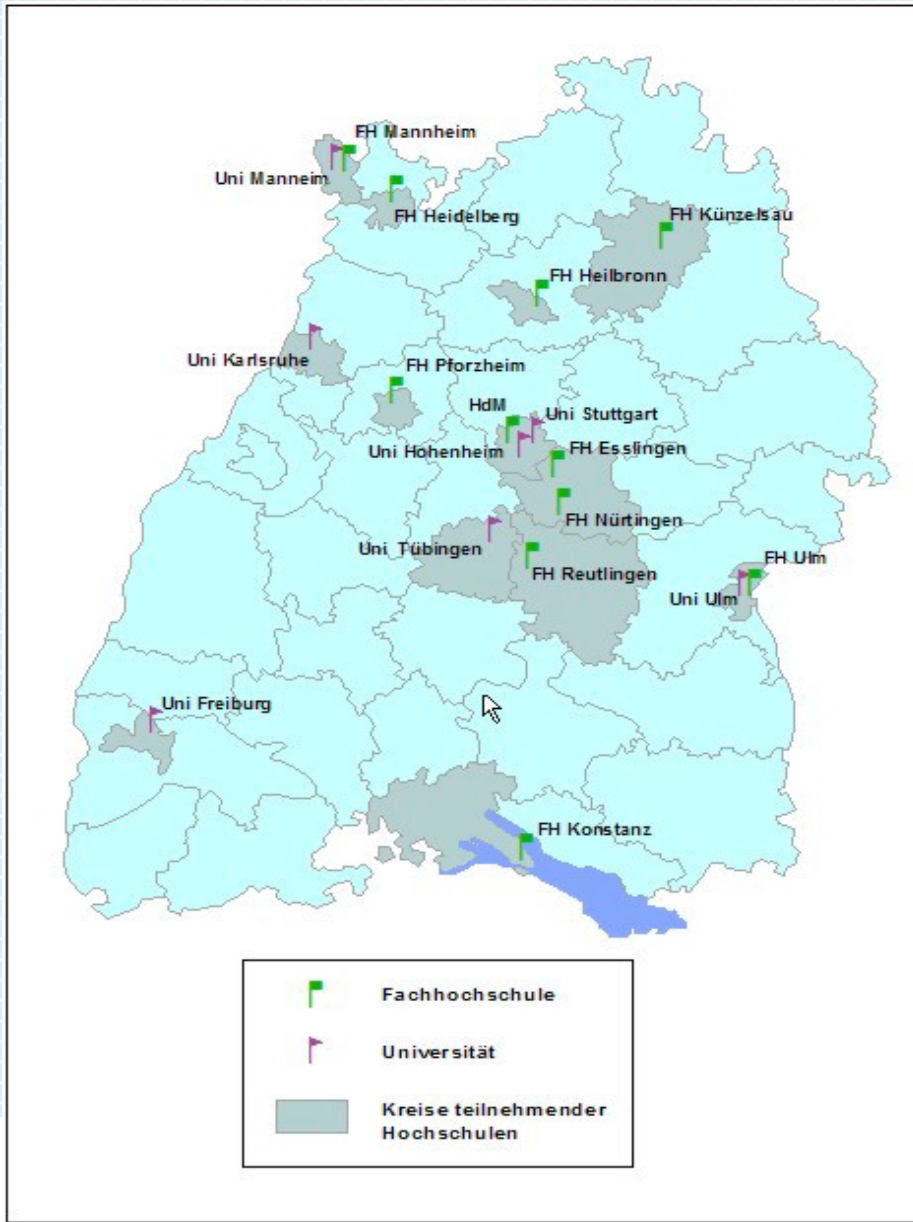 FH Mannheim
Uni Manneim
FH Heidelberg
FH Künzelsau
FH Heilbronn
Uni Karlsruhe
FH Pforzheim
HdM
Uni Stuttgart
Uni Hohenheim
FH Esslingen
FH Nürtingen
Uni Tübingen
FH Reutlingen
FH Ulm
Uni Ulm
Uni Freiburg
FH Konstanz
Fachhochschule
Universität
Kreise teilnehmender
Hochschulen